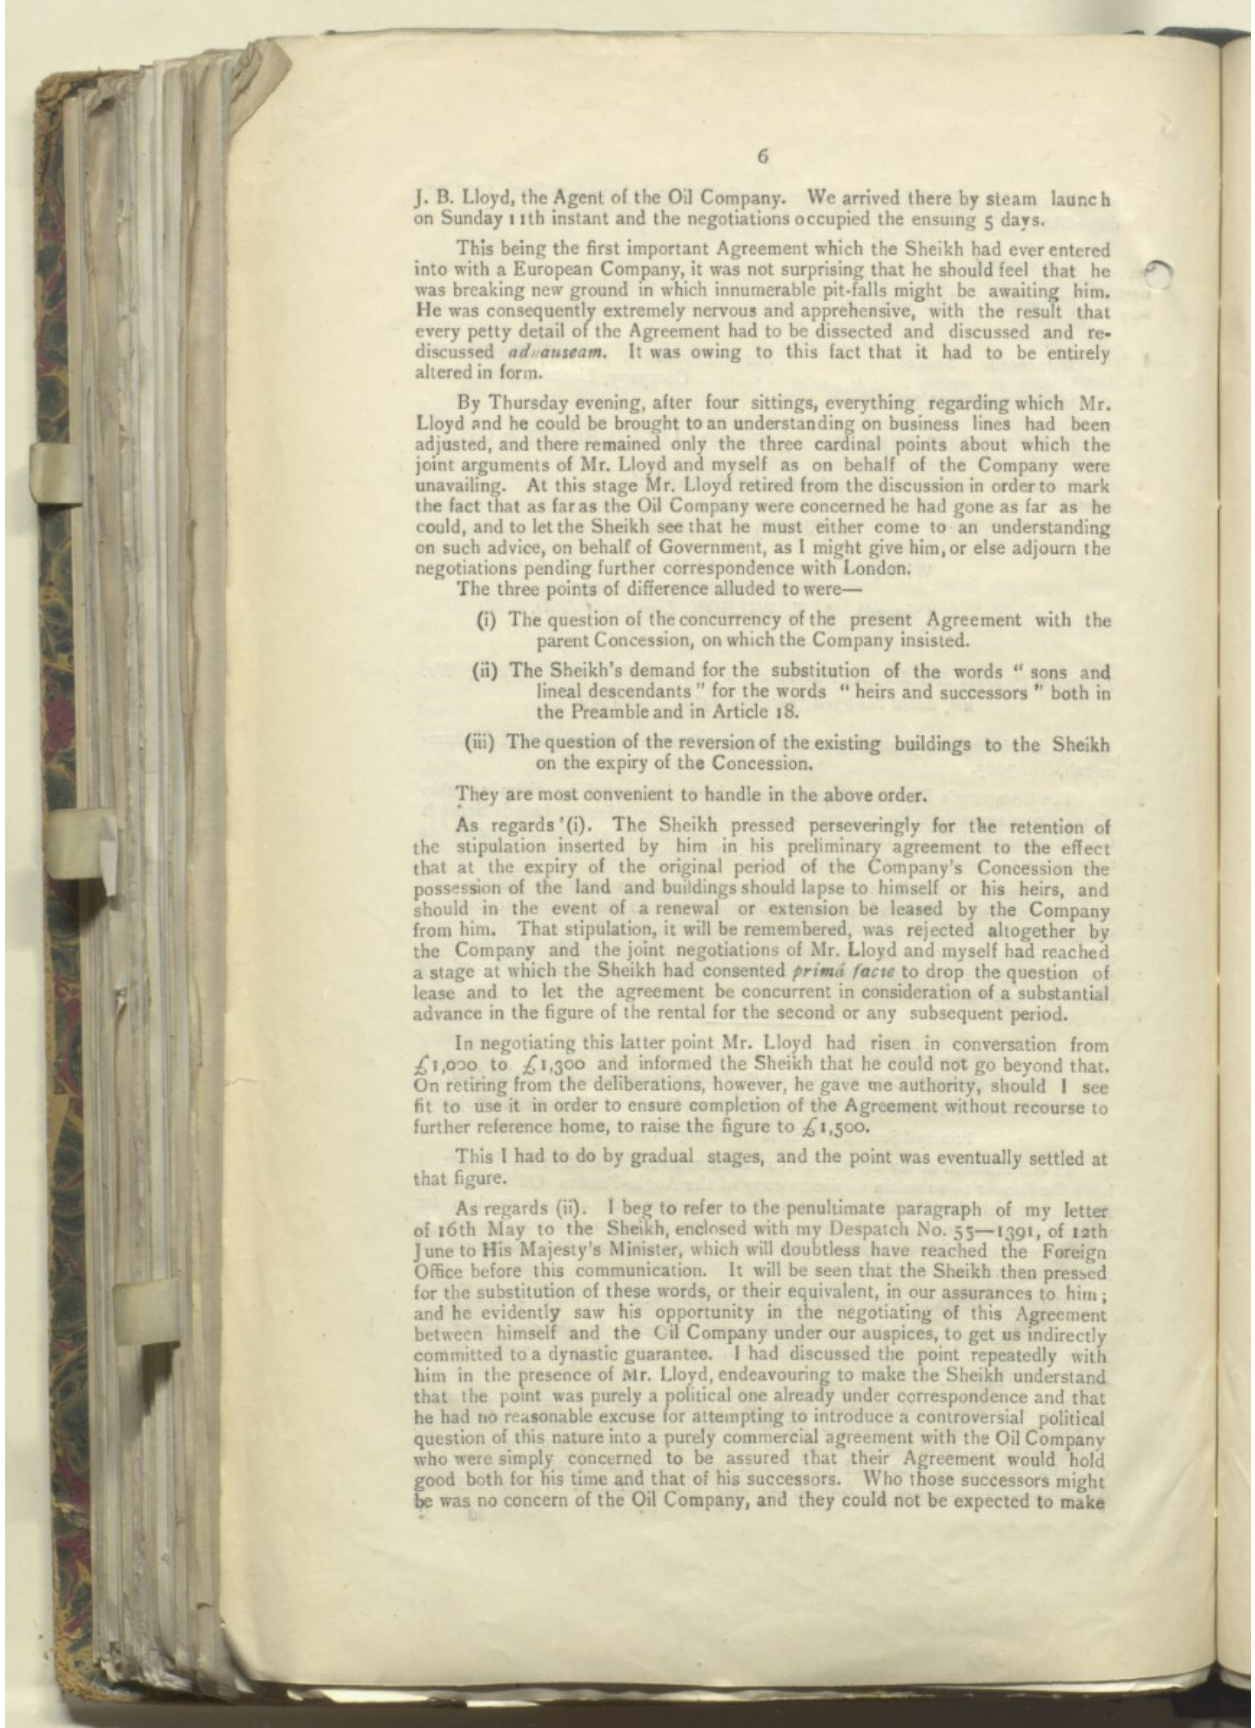 6
J. B. Lloyd, the Agent of the Oil Company. We arrived there by steam launch
on Sunday 11th instant and the negotiations occupied the ensuing 5 days.
This being the first important Agreement which the Sheikh had ever entered
into with a European Company, it was not surprising that he should feel that he
was breaking new ground in which innumerable pit-falls might be awaiting him.
He was consequently extremely nervous and apprehensive, with the result that
every petty detail of the Agreement had to be dissected and discussed and re-
discussed ad nauseam. It was owing to this fact that it had to be entirely
altered in form.
By Thursday evening, after four sittings, everything regarding which Mr.
Lloyd and he could be brought to an understanding on business lines had been
adjusted, and there remained only the three cardinal points about which the
joint arguments of Mr. Lloyd and myself as on behalf of the Company were
unavailing. At this stage Mr. Lloyd retired from the discussion in order to mark
the fact that as far as the Oil Company were concerned he had gone as far as he
could, and to let the Sheikh see that he must either come to an understanding
on such advice, on behalf of Government, as I might give him, or else adjourn the
negotiations pending further correspondence with London.
The three points of difference alluded to were—
(i) The question of the concurrency of the present Agreement with the
parent Concession, on which the Company insisted.
(ii) The Sheikh's demand for the substitution of the words " sons and
lineal descendants " for the words " heirs and successors " both in
the Preamble and in Article 18.
(iii) The question of the reversion of the existing buildings to the Sheikh
on the expiry of the Concession.
They are most convenient to handle in the above order.
As regards (i). The Sheikh pressed perseveringly for the retention of
the stipulation inserted by him in his preliminary agreement to the effect
that at the expiry of the original period of the Company's Concession the
possession of the land and buildings should lapse to himself or his heirs, and
should in the event of a renewal or extension be leased by the Company
from him. That stipulation, it will be remembered, was rejected altogether by
the Company and the joint negotiations of Mr. Lloyd and myself had reached
a stage at which the Sheikh had consented primá facie to drop the question of
lease and to let the agreement be concurrent in consideration of a substantial
advance in the figure of the rental for the second or any subsequent period.
In negotiating this latter point Mr. Lloyd had risen in conversation from
£1,000 to £1,300 and informed the Sheikh that he could not go beyond that.
On retiring from the deliberations, however, he gave me authority, should I see
fit to use it in order to ensure completion of the Agreement without recourse to
further reference home, to raise the figure to £1,500.
This I had to do by gradual stages, and the point was eventually settled at
that figure.
As regards (ii). I beg to refer to the penultimate paragraph of my letter
of 16th May to the Sheikh, enclosed with my Despatch No. 55—1391, of 12th
June to His Majesty's Minister, which will doubtless have reached the Foreign
Office before this communication. It will be seen that the Sheikh then pressed
for the substitution of these words, or their equivalent, in our assurances to him;
and he evidently saw his opportunity in the negotiating of this Agreement
between himself and the Oil Company under our auspices, to get us indirectly
committed to a dynastic guarantee. I had discussed the point repeatedly with
him in the presence of Mr. Lloyd, endeavouring to make the Sheikh understand
that the point was purely a political one already under correspondence and that
he had no reasonable excuse for attempting to introduce a controversial political
question of this nature into a purely commercial agreement with the Oil Company
who were simply concerned to be assured that their Agreement would hold
good both for his time and that of his successors. Who those successors might
be was no concern of the Oil Company, and they could not be expected to make